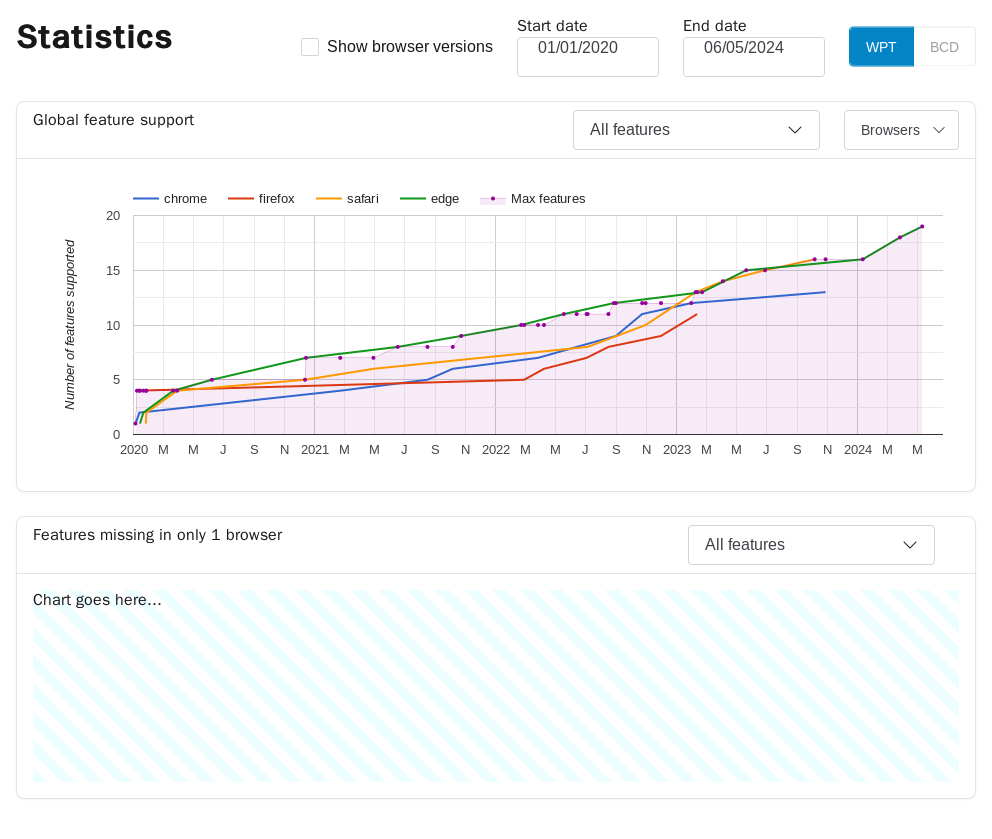 Statistics
Show browser versions
Start date
01/01/2020
End date
06/05/2024
WPT
BCD
Global feature support
All features
Browsers
chrome
firefox
safari
edge
Max features
Number of features supported
20
15
10
5
0
2020 M M J S N 2021 M M J S N 2022 M M J S N 2023 M M J S N 2024 M M
Features missing in only 1 browser
All features
Chart goes here...